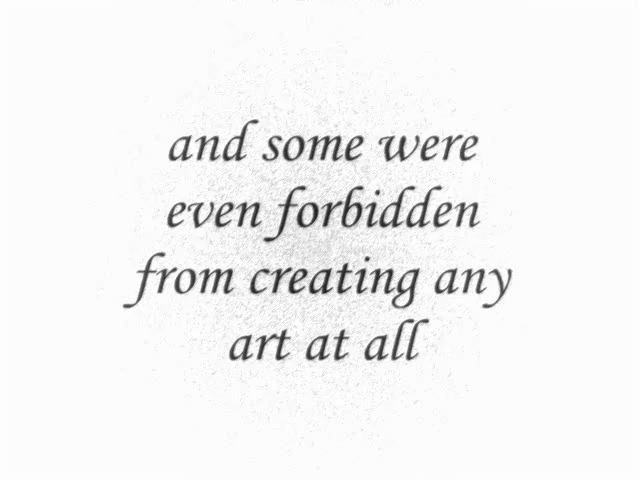 and some were
even forbidden
from creating any
art at all